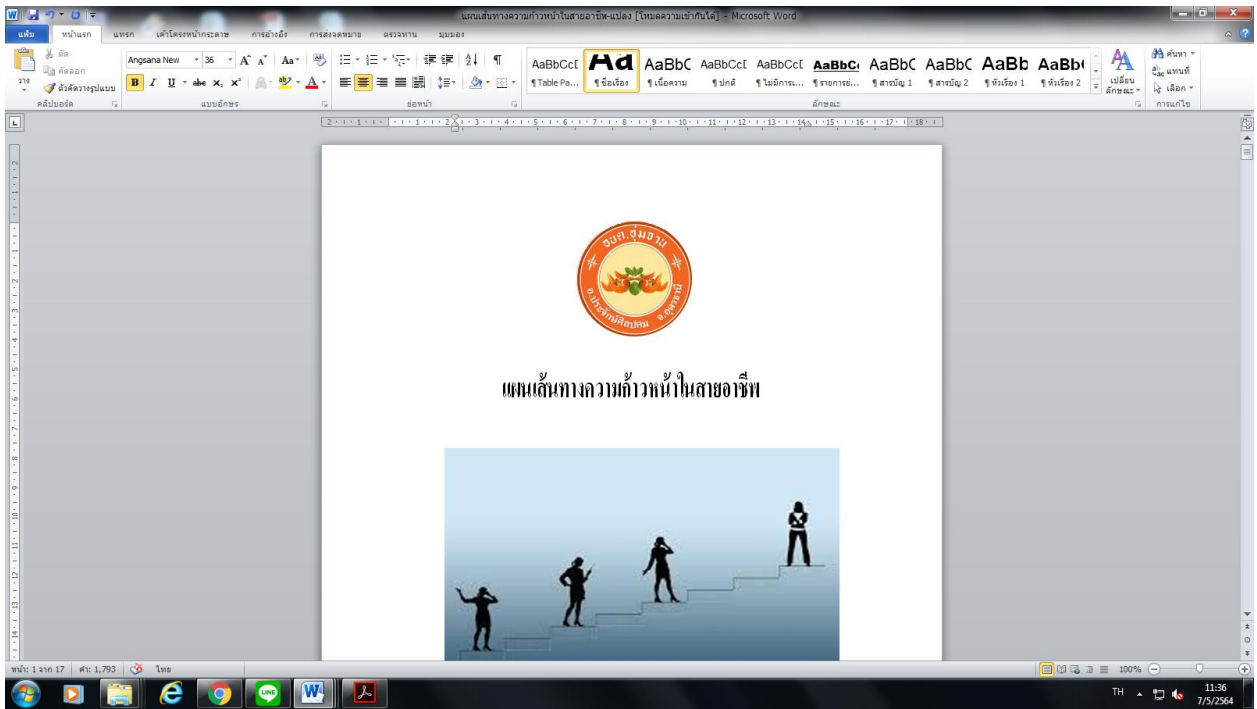 แผนเส้นทางความก้าวหน้าในสายอาชีพ-แปลง [โหมดความเข้ากันได้] - Microsoft Word
แฟ้ม หน้าแรก แทรก เค้าโครงหน้ากระดาษ การอ้างอิง การส่งจดหมาย ตรวจทาน มุมมอง
วาง
ตัด
คัดลอก
ตัวคัดวางรูปแบบ
คลิปบอร์ด
Angsana New 36
แบบอักษร
ย่อหน้า
AaBbCcI AaBbC AaBbCcI AaBbCcI AaBbC AaBbC AaBbC AaBb AaBb
Table Pa... ชื่อเรื่อง เนื้อความ ปกติ ไม่มีการเ... รายการย่... สารบัญ 1 สารบัญ 2 หัวเรื่อง 1 หัวเรื่อง 2
เปลี่ยน
ลักษณะ
ลักษณะ
ค้นหา
แทนที่
เลือก
การแก้ไข
อบต.อุ่มจาน
อ.ประจักษ์ศิลปาคม จ.อุดรธานี
แผนเส้นทางความก้าวหน้าในสายอาชีพ
หน้า: 1 จาก 17 คำ: 1,793 ไทย
100%
LINE
TH
11:36
7/5/2564